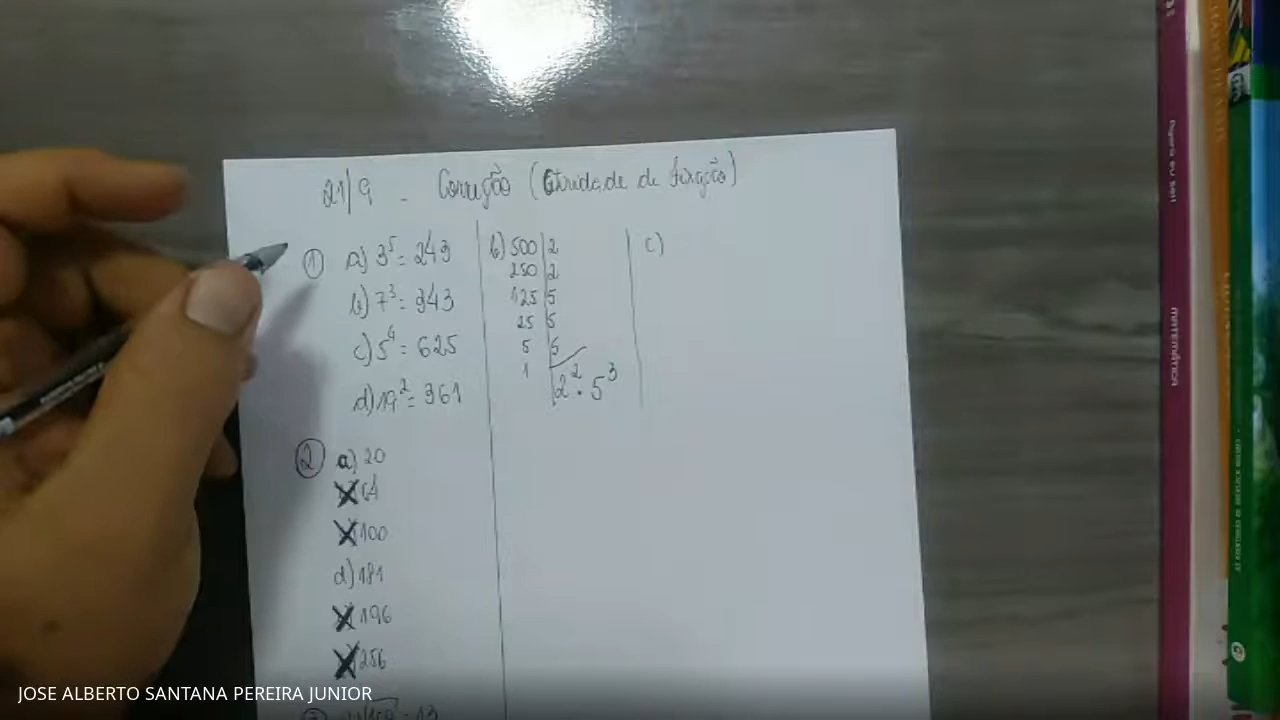 21/9 - Correção (Atividade de fixação)
① a) 3⁵ = 243
b) 7³ = 343
c) 5⁴ = 625
d) 19² = 361
② a) 20
64
100
d) 181
196
256
b) 500 | 2
250 | 2
125 | 5
25 | 5
5 | 5
1
2² · 5³
c)
MATEMÁTICA
JOSE ALBERTO SANTANA PEREIRA JUNIOR